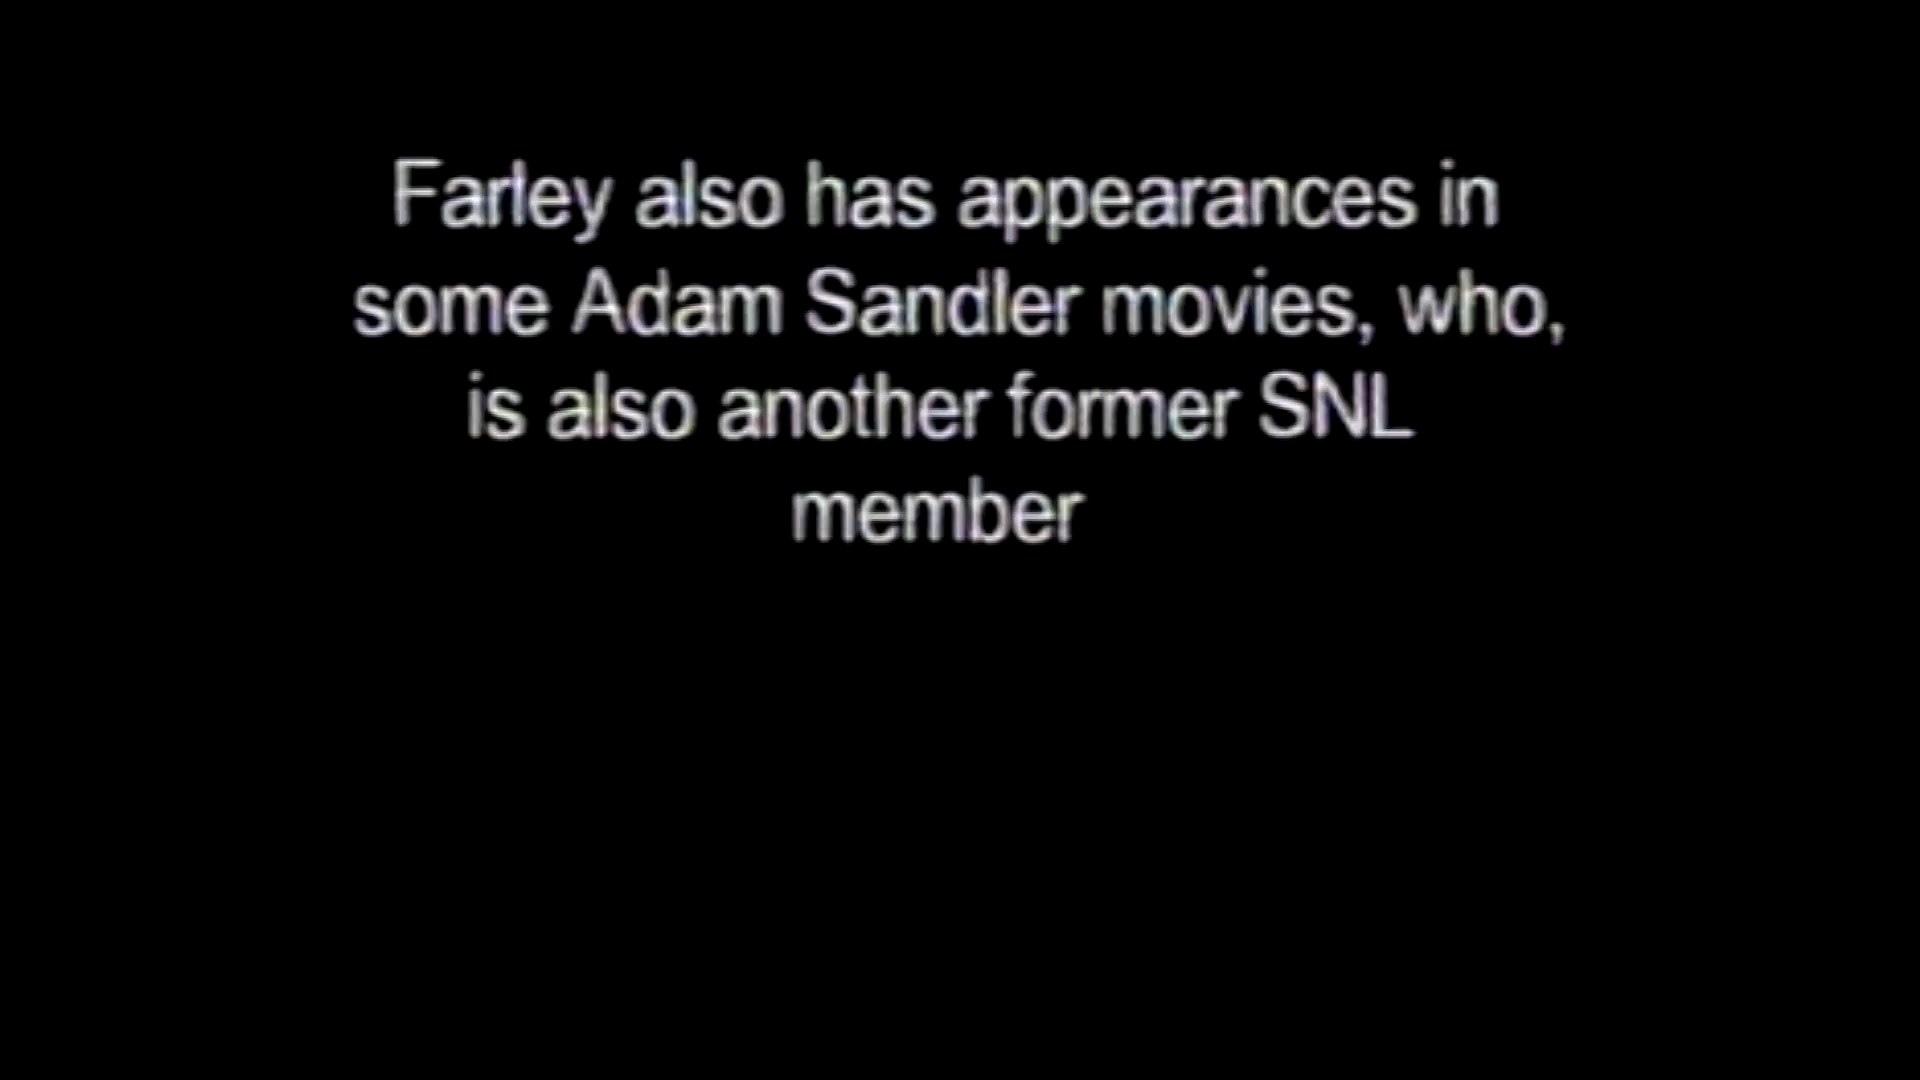 Farley also has appearances in
some Adam Sandler movies, who,
is also another former SNL
member